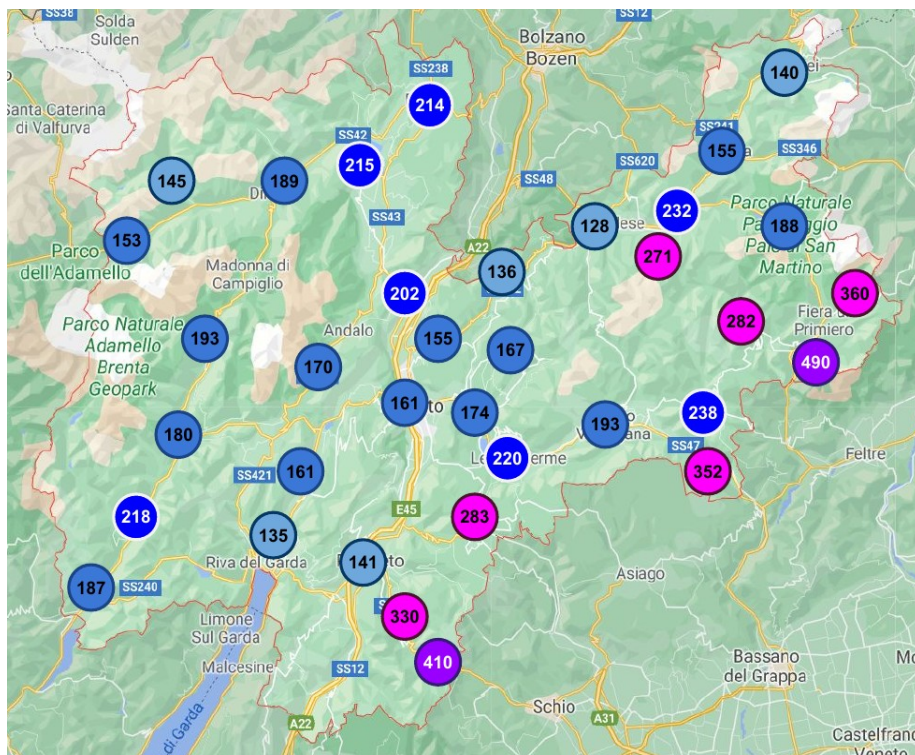 SS38
SS12
Solda
Sulden
Bolzano
Bozen
SS238
140
214
Santa Caterina
di Valfurva
SS42
SS241
155
SS346
215
SS620
145
189
SS48
Parco Naturale
232
188
San
Martino
128
SS43
153
Parco
dell'Adamello
A22
271
136
Madonna di
Campiglio
202
360
282
Fiera di
Primiero
Parco Naturale
Adamello
Brenta
Geopark
193
Andalo
155
167
490
170
161
174
238
193
180
SS47
Feltre
220
352
SS421
161
E45
283
218
135
Riva del Garda
141
Asiago
187
SS240
Limone
Sul Garda
330
Malcesine
SS12
410
Bassano
del Grappa
di Garda
Schio
A22
A31
Castelfranco
Veneto